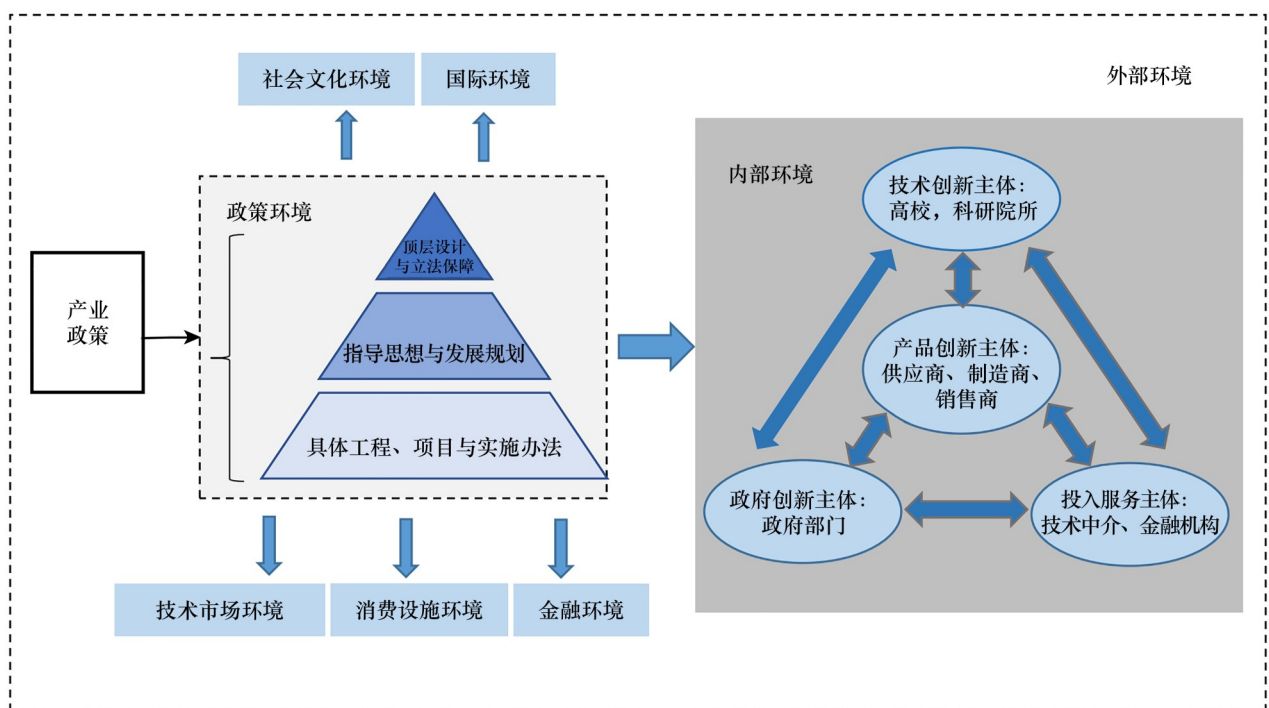 社会文化环境
国际环境
外部环境
政策环境
顶层设计
与立法保障
指导思想与发展规划
具体工程、项目与实施办法
产业
政策
内部环境
技术创新主体：
高校，科研院所
产品创新主体：
供应商、制造商、
销售商
政府创新主体：
政府部门
投入服务主体：
技术中介、金融机构
技术市场环境
消费设施环境
金融环境